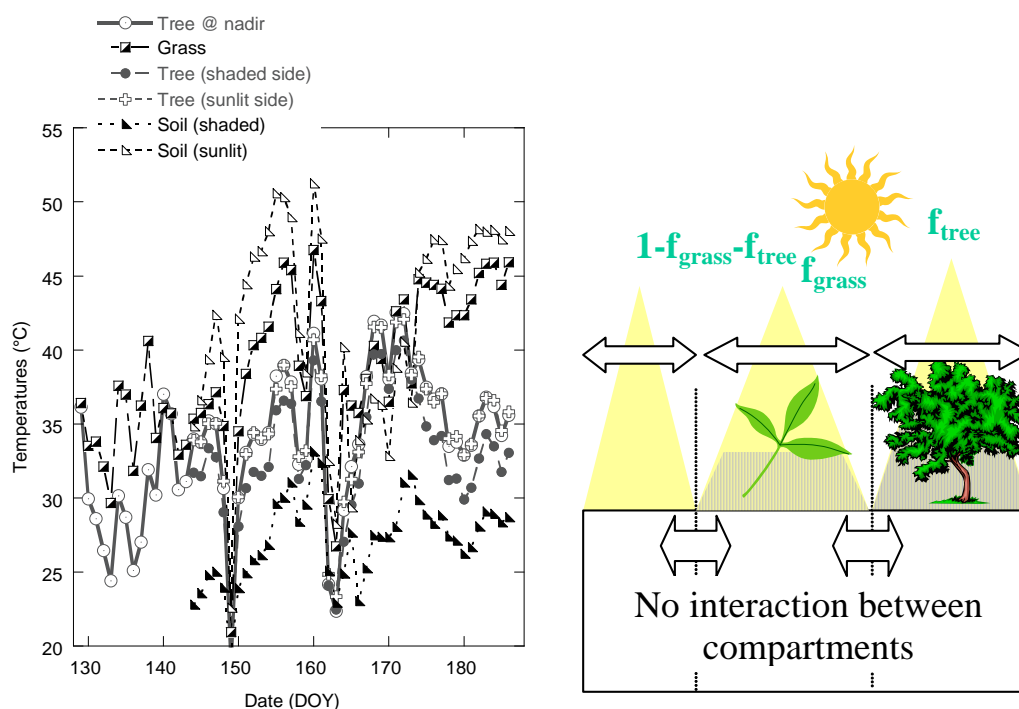 Tree @ nadir
Grass
Tree (shaded side)
Tree (sunlit side)
Soil (shaded)
Soil (sunlit)
55
50
45
40
35
30
25
20
Temperatures (°C)
130 140 150 160 170 180
Date (DOY)
1-fgrass-ftree
fgrass
ftree
No interaction between
compartments